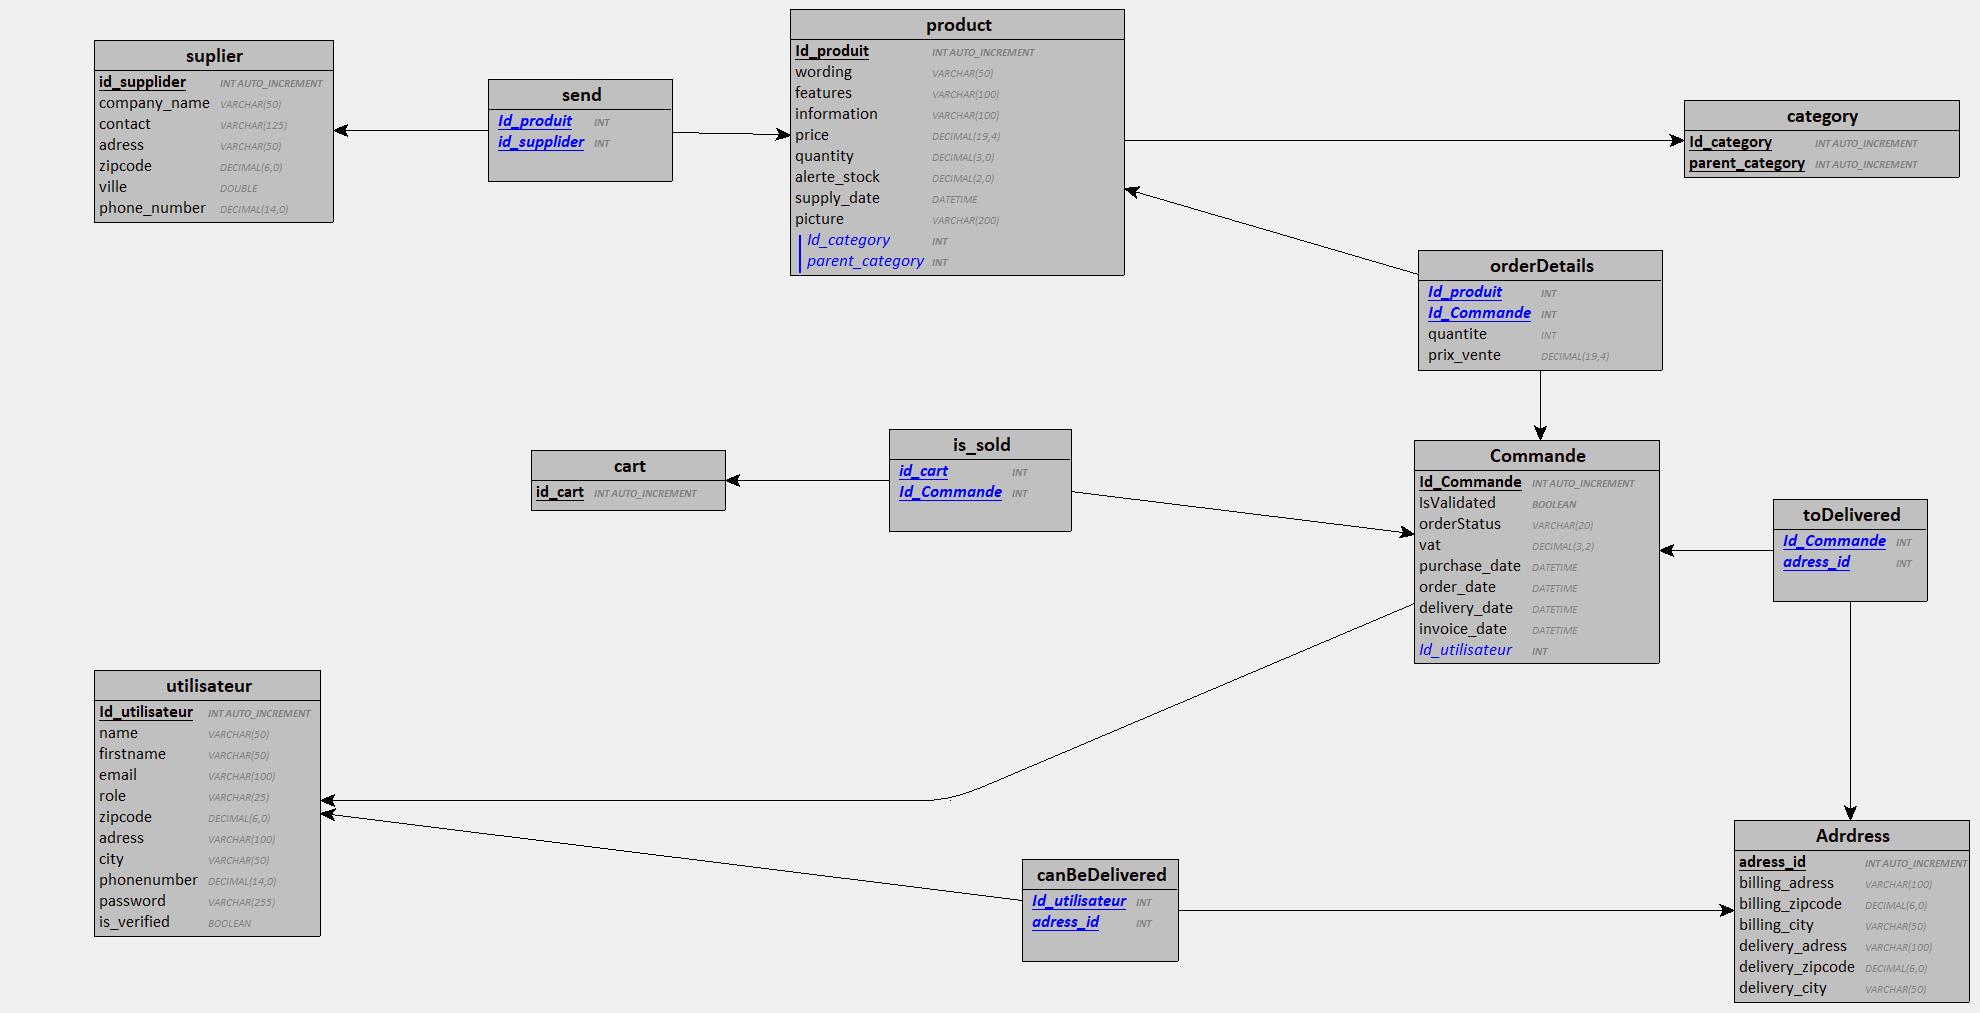 suplier
id_supplider INT AUTO_INCREMENT
company_name VARCHAR(50)
contact VARCHAR(125)
adress VARCHAR(50)
zipcode DECIMAL(6,0)
ville DOUBLE
phone_number DECIMAL(14,0)
send
Id_produit INT
id_supplider INT
product
Id_produit INT AUTO_INCREMENT
wording VARCHAR(50)
features VARCHAR(100)
information VARCHAR(100)
price DECIMAL(19,4)
quantity DECIMAL(3,0)
alerte_stock DECIMAL(2,0)
supply_date DATETIME
picture VARCHAR(200)
Id_category INT
parent_category INT
category
Id_category INT AUTO_INCREMENT
parent_category INT AUTO_INCREMENT
orderDetails
Id_produit INT
Id_Commande INT
quantite INT
prix_vente DECIMAL(19,4)
cart
id_cart INT AUTO_INCREMENT
is_sold
id_cart INT
Id_Commande INT
Commande
Id_Commande INT AUTO_INCREMENT
IsValidated BOOLEAN
orderStatus VARCHAR(20)
vat DECIMAL(3,2)
purchase_date DATETIME
order_date DATETIME
delivery_date DATETIME
invoice_date DATETIME
Id_utilisateur INT
toDelivered
Id_Commande INT
adress_id INT
utilisateur
Id_utilisateur INT AUTO_INCREMENT
name VARCHAR(50)
firstname VARCHAR(50)
email VARCHAR(100)
role VARCHAR(25)
zipcode DECIMAL(6,0)
adress VARCHAR(100)
city VARCHAR(50)
phonenumber DECIMAL(14,0)
password VARCHAR(255)
is_verified BOOLEAN
canBeDelivered
Id_utilisateur INT
adress_id INT
Adrdress
adress_id INT AUTO_INCREMENT
billing_adress VARCHAR(100)
billing_zipcode DECIMAL(6,0)
billing_city VARCHAR(50)
delivery_adress VARCHAR(100)
delivery_zipcode DECIMAL(6,0)
delivery_city VARCHAR(50)